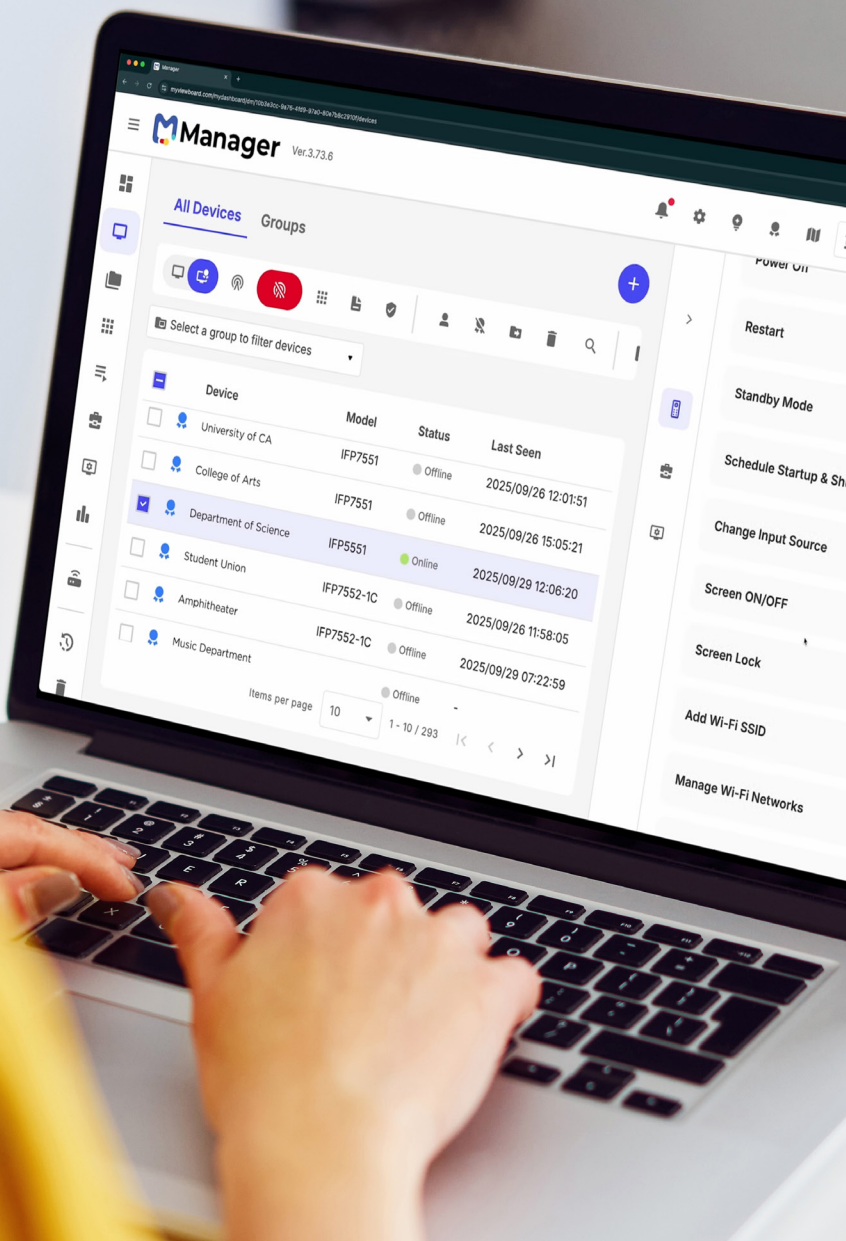 Manager
Manager Ver.3.73.6
All Devices Groups
Select a group to filter devices
Device Model Status Last Seen
University of CA IFP7551 Offline 2025/09/26 12:01:51
College of Arts IFP7551 Offline 2025/09/26 15:05:21
Department of Science IFP5551 Online 2025/09/29 12:06:20
Student Union IFP7552-1C Offline 2025/09/26 11:58:05
Amphitheater IFP7552-1C Offline 2025/09/29 07:22:59
Music Department Offline -
Items per page 10 1 - 10 / 293
Power Off
Restart
Standby Mode
Schedule Startup &
Change Input Source
Screen ON/OFF
Screen Lock
Add Wi-Fi SSID
Manage Wi-Fi Networks